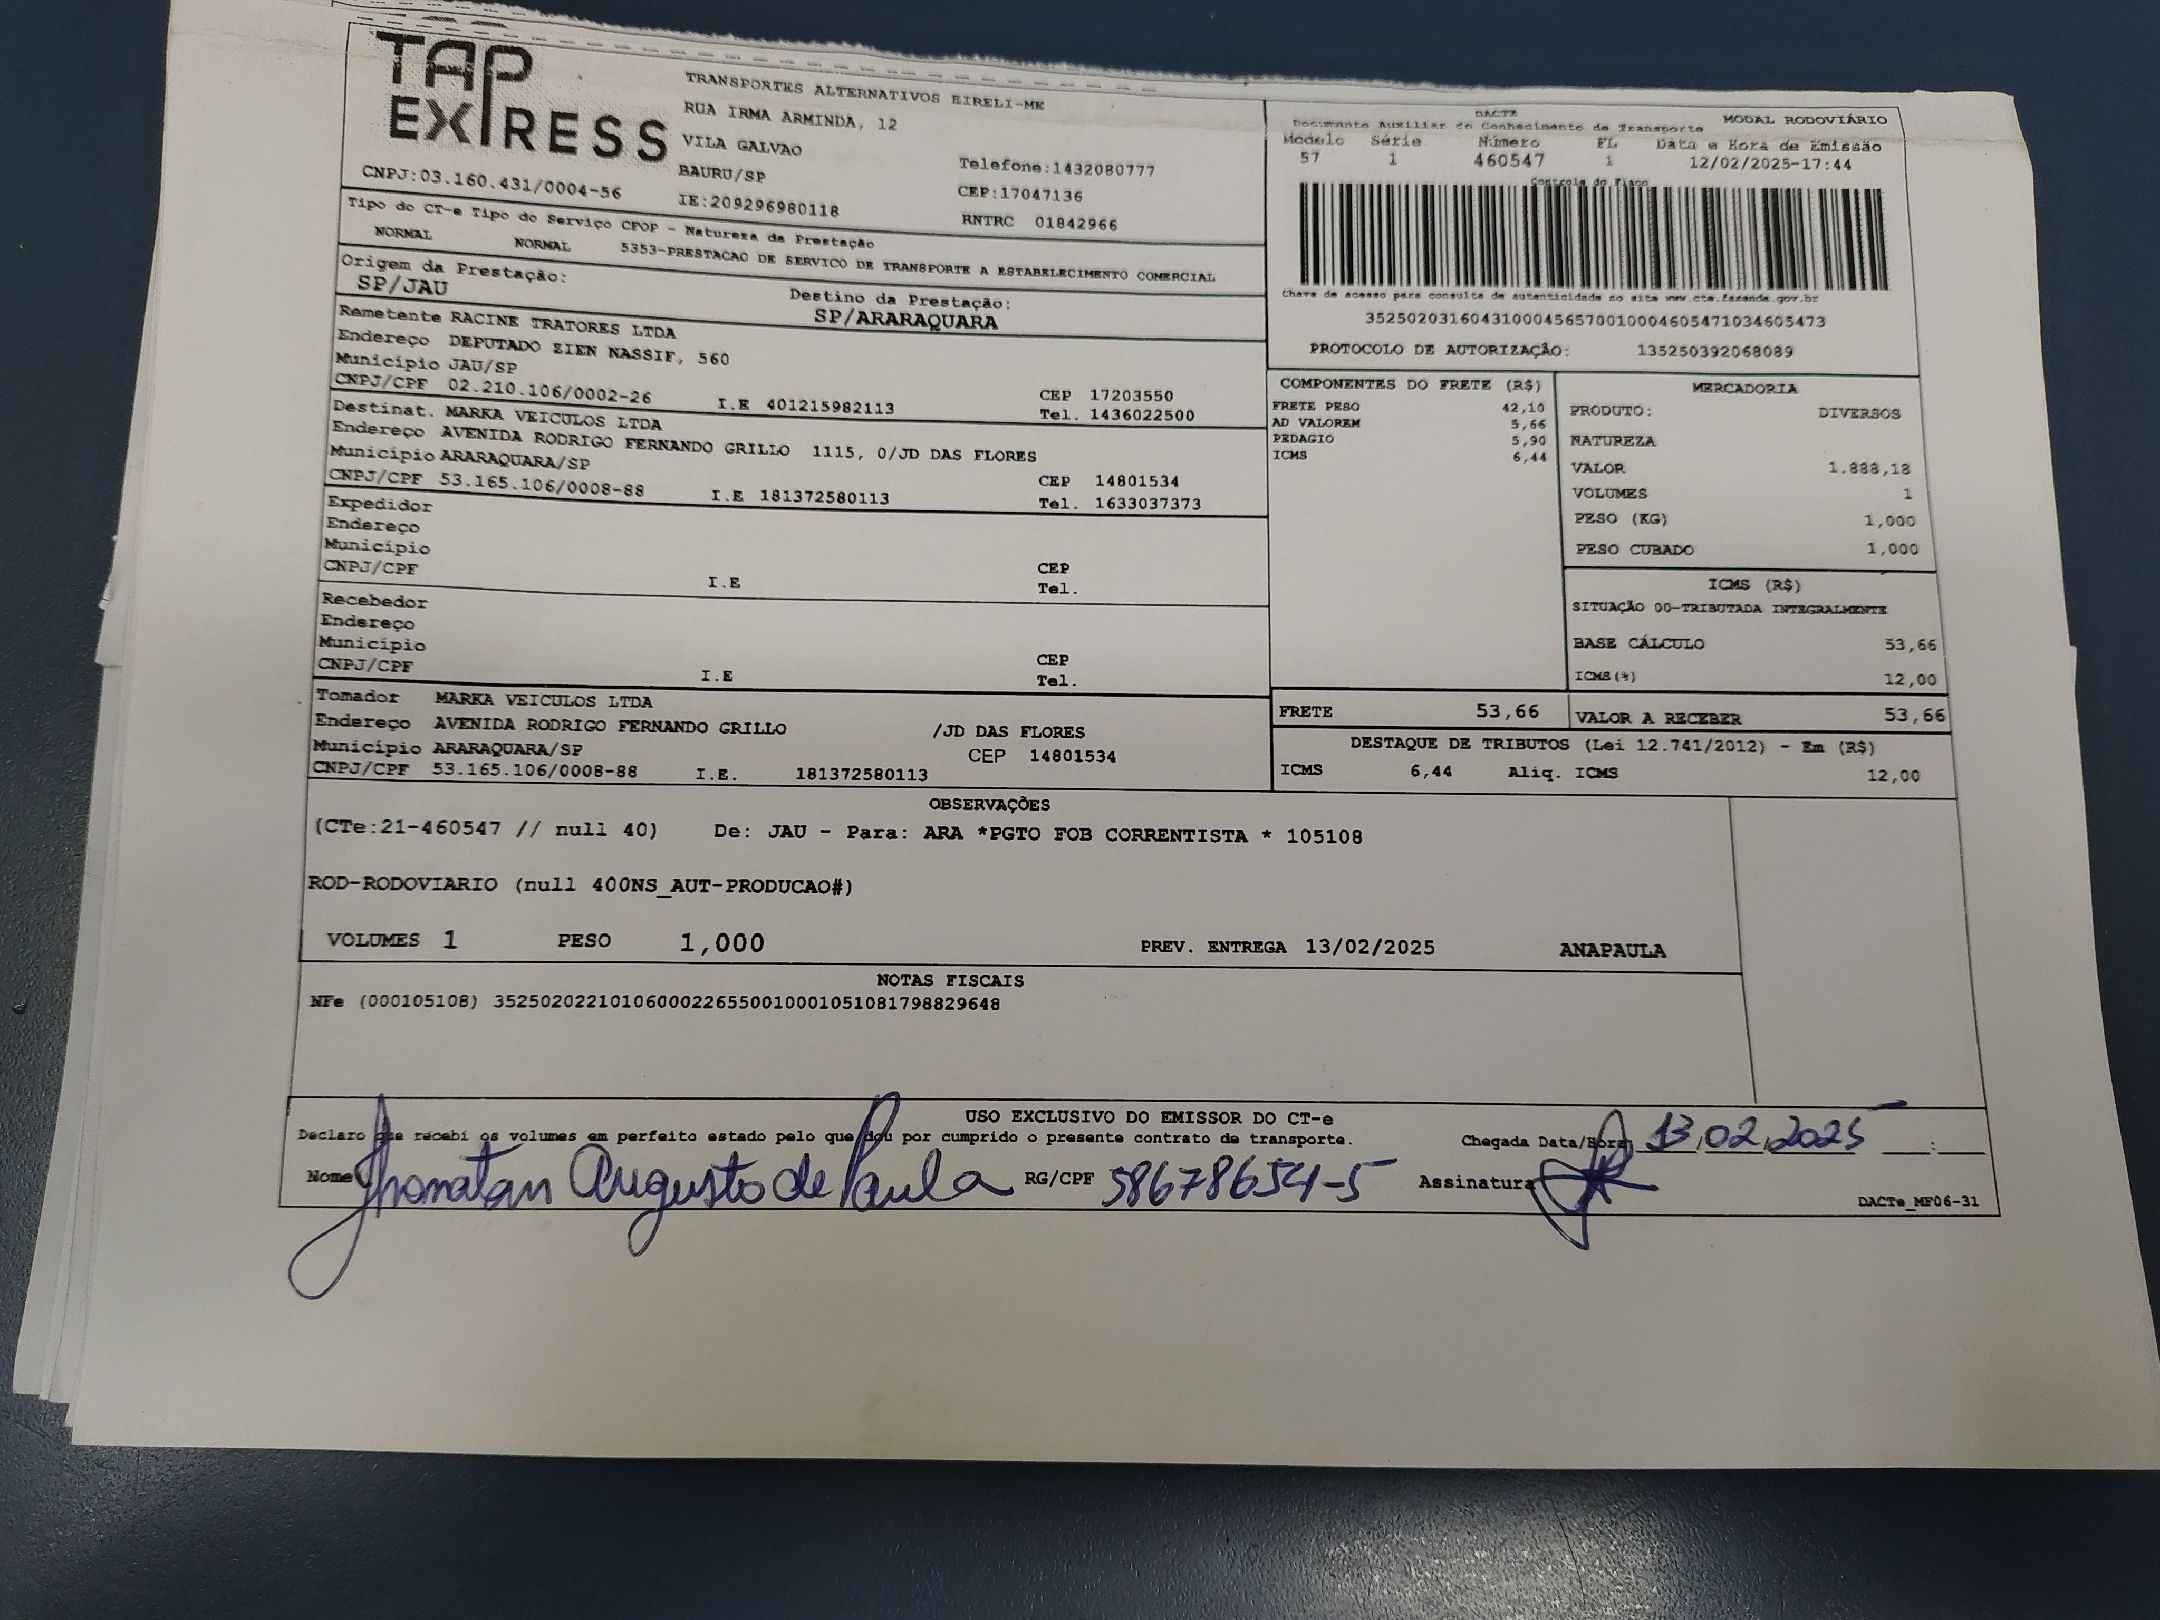 TAP
EXPRESS
TRANSPORTES ALTERNATIVOS EIRELI-ME
RUA IRMA ARMINDA, 12
VILA GALVAO
BAURU/SP
Telefone:1432080777
CEP:17047136
CNPJ:03.160.431/0004-56
IE:209296980118
RNTRC 01842966
Tipo do CT-e Tipo do Serviço CFOP - Natureza da Prestação
NORMAL NORMAL 5353-PRESTACAO DE SERVICO DE TRANSPORTE A ESTABELECIMENTO COMERCIAL
Origem da Prestação:
SP/JAU
Destino da Prestação:
SP/ARARAQUARA
DACTE
Documento Auxiliar de Conhecimento de Transporte
MODAL RODOVIÁRIO
Modelo Série Número FL Data e Hora de Emissão
57 1 460547 1 12/02/2025-17:44
Controle do Fisco
Chave de acesso para consulta de autenticidade no site www.cte.fazenda.gov.br
35250203160431000456570010004605471034605473
PROTOCOLO DE AUTORIZAÇÃO: 135250392068089
Remetente RACINE TRATORES LTDA
Endereço DEPUTADO ZIEN NASSIF, 560
Município JAU/SP CEP 17203550
CNPJ/CPF 02.210.106/0002-26 I.E 401215982113 Tel. 1436022500
Destinat. MARKA VEICULOS LTDA
Endereço AVENIDA RODRIGO FERNANDO GRILLO 1115, 0/JD DAS FLORES
Município ARARAQUARA/SP CEP 14801534
CNPJ/CPF 53.165.106/0008-88 I.E 181372580113 Tel. 1633037373
Expedidor
Endereço
Município CEP
CNPJ/CPF I.E Tel.
Recebedor
Endereço
Município CEP
CNPJ/CPF I.E Tel.
Tomador MARKA VEICULOS LTDA
Endereço AVENIDA RODRIGO FERNANDO GRILLO /JD DAS FLORES
Município ARARAQUARA/SP CEP 14801534
CNPJ/CPF 53.165.106/0008-88 I.E. 181372580113
COMPONENTES DO FRETE (R$)
FRETE PESO 42,10
AD VALOREM 5,66
PEDAGIO 5,90
ICMS 6,44
MERCADORIA
PRODUTO: DIVERSOS
NATUREZA
VALOR 1.888,18
VOLUMES 1
PESO (KG) 1,000
PESO CUBADO 1,000
ICMS (R$)
SITUAÇÃO 00-TRIBUTADA INTEGRALMENTE
BASE CÁLCULO 53,66
ICMS(%) 12,00
FRETE 53,66 VALOR A RECEBER 53,66
DESTAQUE DE TRIBUTOS (Lei 12.741/2012) - Em (R$)
ICMS 6,44 Aliq. ICMS 12,00
OBSERVAÇÕES
(CTe:21-460547 // null 40) De: JAU - Para: ARA *PGTO FOB CORRENTISTA * 105108
ROD-RODOVIARIO (null 400NS_AUT-PRODUCAO#)
VOLUMES 1 PESO 1,000 PREV. ENTREGA 13/02/2025 ANAPAULA
NOTAS FISCAIS
NFe (000105108) 35250202210106000226550010001051081798829648
USO EXCLUSIVO DO EMISSOR DO CT-e
Declaro que recebi os volumes em perfeito estado pelo que dou por cumprido o presente contrato de transporte. Chegada Data/Hora 13,02,2025 :
Nome Jhonatan Augusto de Paula RG/CPF 58678654-5 Assinatura
DACTe_MF06-31